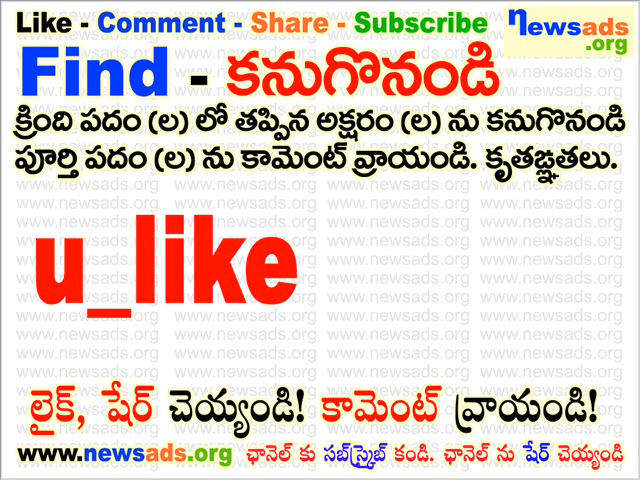 Like - Comment - Share - Subscribe
newsads
.org
Find - కనుగొనండి
క్రింది పదం (ల) లో తప్పిన అక్షరం (ల) ను కనుగొనండి
పూర్తి పదం (ల) ను కామెంట్ వ్రాయండి. కృతఙ్ఞతలు.
u_like
లైక్, షేర్ చెయ్యండి! కామెంట్ వ్రాయండి!
www.newsads.org ఛానెల్ కు సబ్‌స్క్రైబ్ కండి. ఛానెల్ ను షేర్ చెయ్యండి